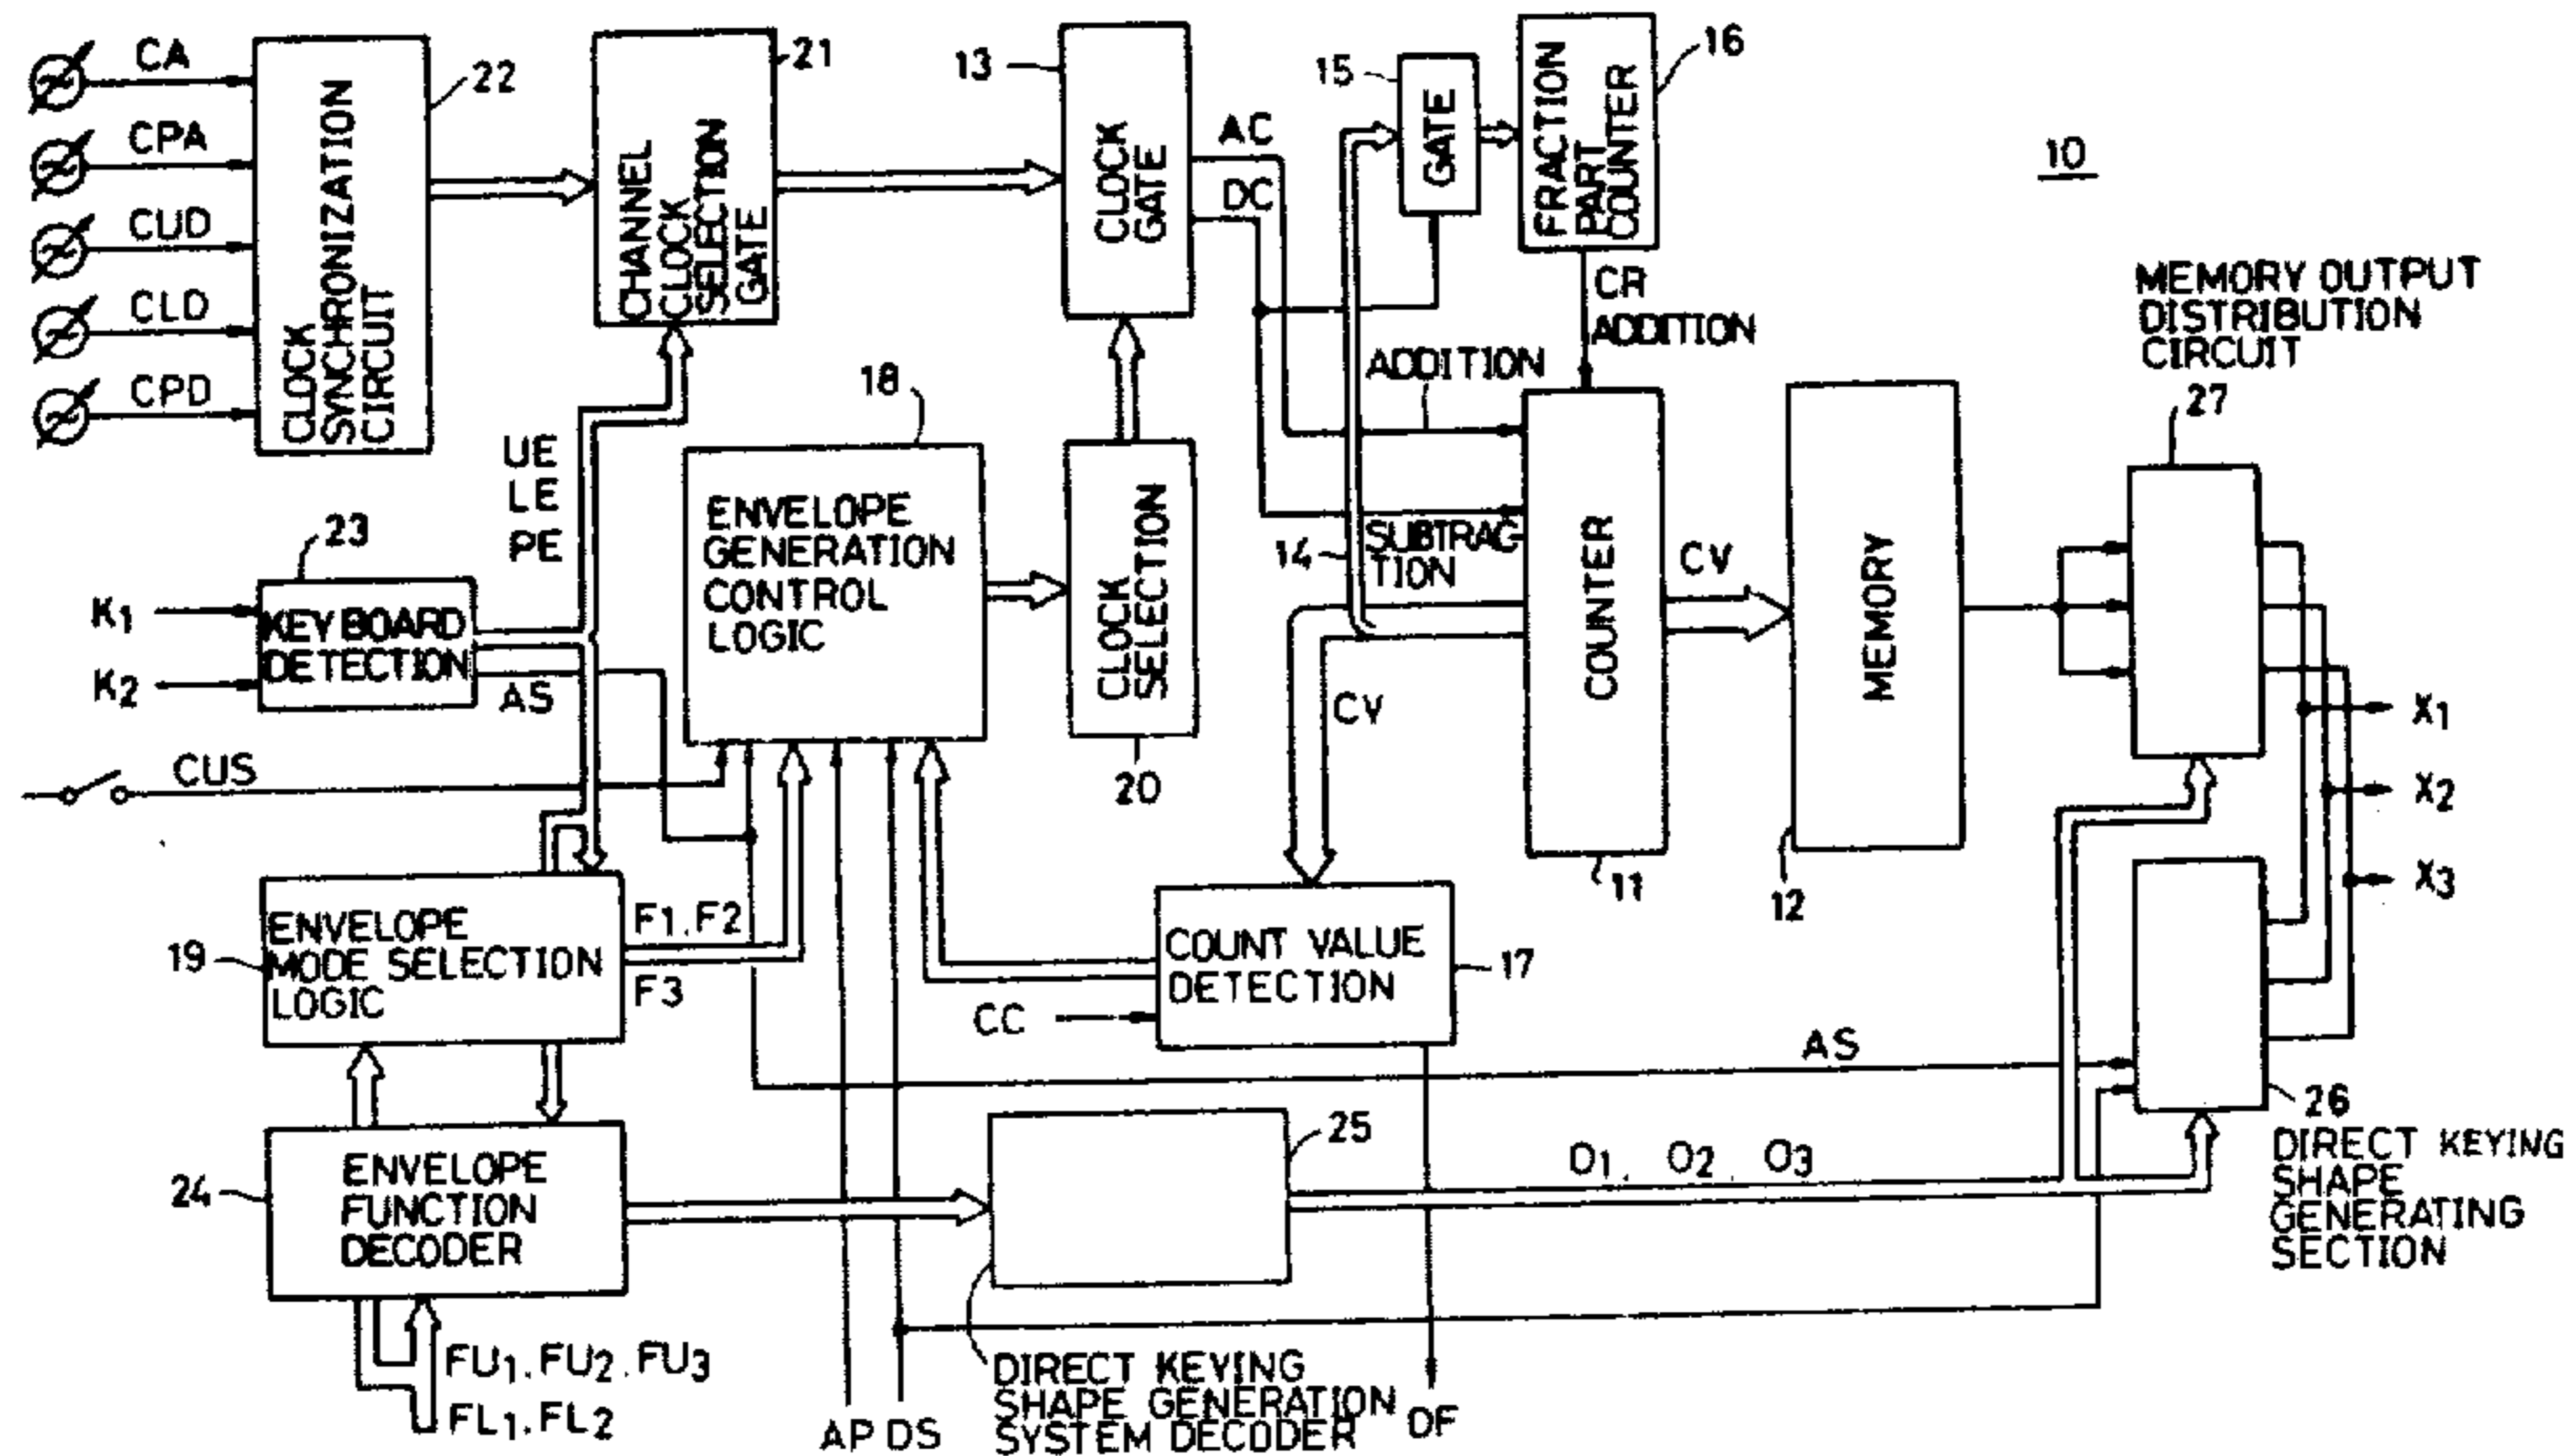 CA
CPA
CUD
CLD
CPD
CLOCK
SYNCHRONIZATION
CIRCUIT
22
CHANNEL
CLOCK
SELECTION
GATE
21
13
CLOCK
GATE
AC
DC
15
GATE
FRACTION
PART
COUNTER
16
10
CR
ADDITION
ADDITION
SUBTRAC-
TION
14
MEMORY OUTPUT
DISTRIBUTION
CIRCUIT
27
UE
LE
PE
18
ENVELOPE
GENERATION
CONTROL
LOGIC
CLOCK
SELECTION
20
COUNTER
11
CV
CV
MEMORY
12
23
K1
K2
KEY BOARD
DETECTION
AS
CUS
X1
X2
X3
19
ENVELOPE
MODE SELECTION
LOGIC
F1, F2
F3
COUNT VALUE
DETECTION
17
CC
AS
26
DIRECT KEYING
SHAPE
GENERATING
SECTION
24
ENVELOPE
FUNCTION
DECODER
25
O1, O2, O3
FU1, FU2, FU3
FL1, FL2
AP DS
DIRECT KEYING
SHAPE GENERATION
SYSTEM DECODER
DF